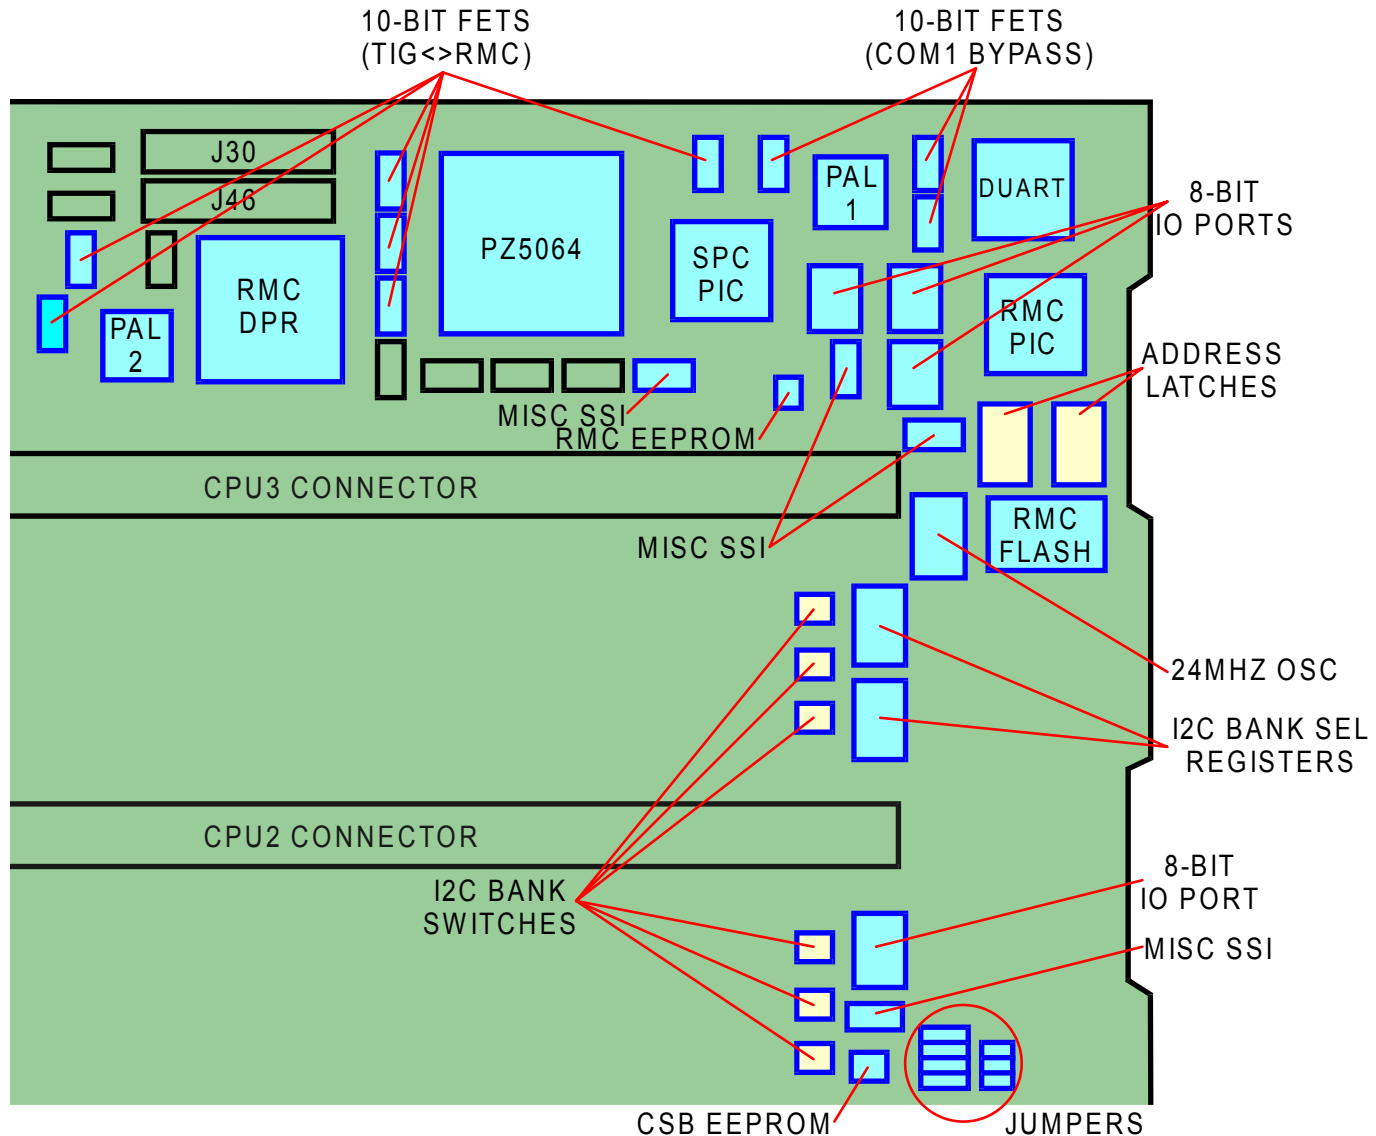 10-BIT FETS
(TIG<>RMC)
10-BIT FETS
(COM1 BYPASS)
J30
J46
PAL
1
DUART
8-BIT
IO PORTS
PZ5064
SPC
PIC
RMC
DPR
PAL
2
RMC
PIC
ADDRESS
LATCHES
MISC SSI
RMC EEPROM
CPU3 CONNECTOR
RMC
FLASH
MISC SSI
24MHZ OSC
I2C BANK SEL
REGISTERS
CPU2 CONNECTOR
I2C BANK
SWITCHES
8-BIT
IO PORT
MISC SSI
CSB EEPROM
JUMPERS